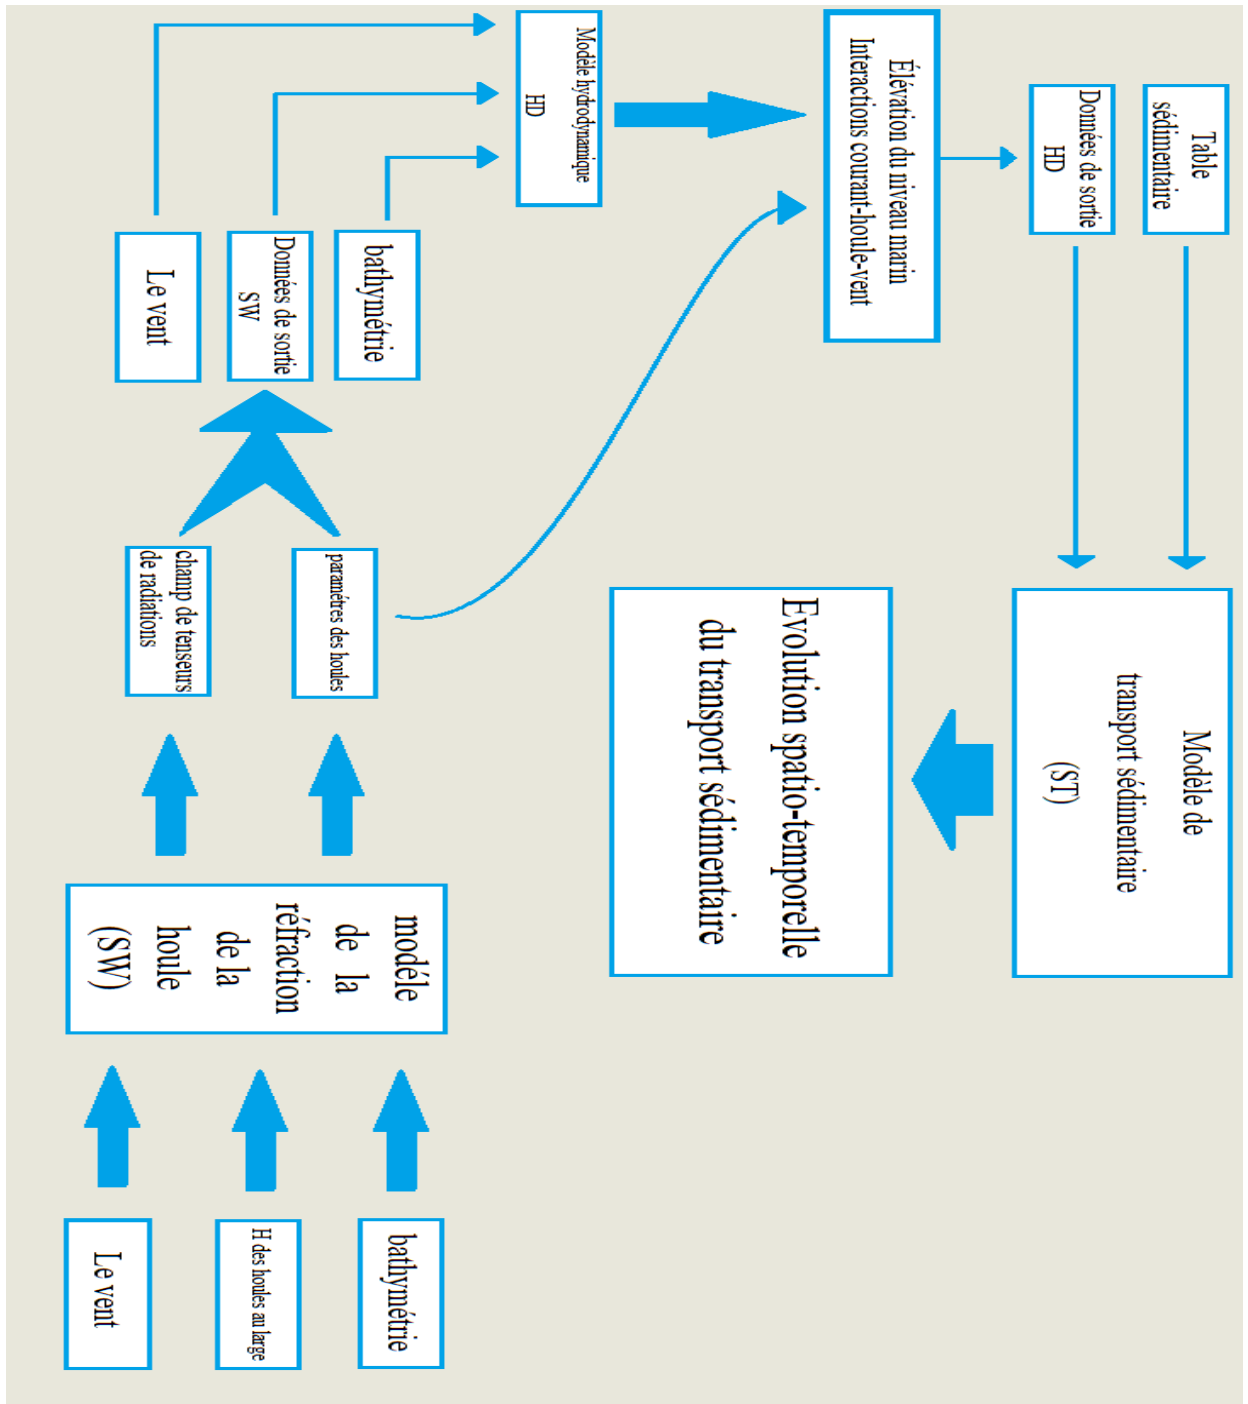 Table
sédimentaire
Données de sortie
HD
Modèle de
transport sédimentaire
(ST)
Élévation du niveau marin
Interactions courant-houle-vent
Evolution spatio-temporelle
du transport sédimentaire
Modèle hydrodynamique
HD
bathymétrie
Données de sortie
SW
Le vent
paramétres des houles
champ de tenseurs
de radiations
modéle
de la
réfraction
de la
houle
(SW)
bathymétrie
H des houles au large
Le vent